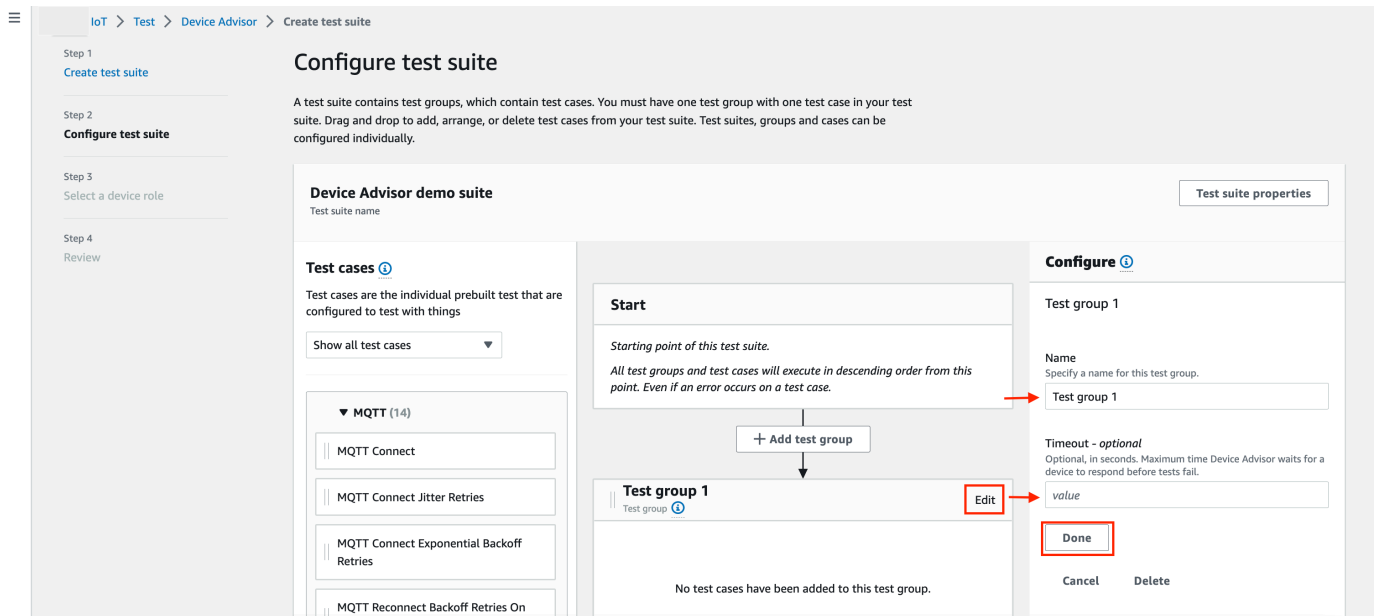 IoT > Test > Device Advisor > Create test suite
Step 1
Create test suite
Step 2
Configure test suite
Step 3
Select a device role
Step 4
Review
Configure test suite
A test suite contains test groups, which contain test cases. You must have one test group with one test case in your test
suite. Drag and drop to add, arrange, or delete test cases from your test suite. Test suites, groups and cases can be
configured individually.
Device Advisor demo suite
Test suite name
Test suite properties
Test cases
Test cases are the individual prebuilt test that are
configured to test with things
Show all test cases
MQTT (14)
MQTT Connect
MQTT Connect Jitter Retries
MQTT Connect Exponential Backoff
Retries
MQTT Reconnect Backoff Retries On
Start
Starting point of this test suite.
All test groups and test cases will execute in descending order from this
point. Even if an error occurs on a test case.
+ Add test group
Test group 1
Test group
Edit
No test cases have been added to this test group.
Configure
Test group 1
Name
Specify a name for this test group.
Test group 1
Timeout - optional
Optional, in seconds. Maximum time Device Advisor waits for a
device to respond before tests fail.
value
Done
Cancel Delete